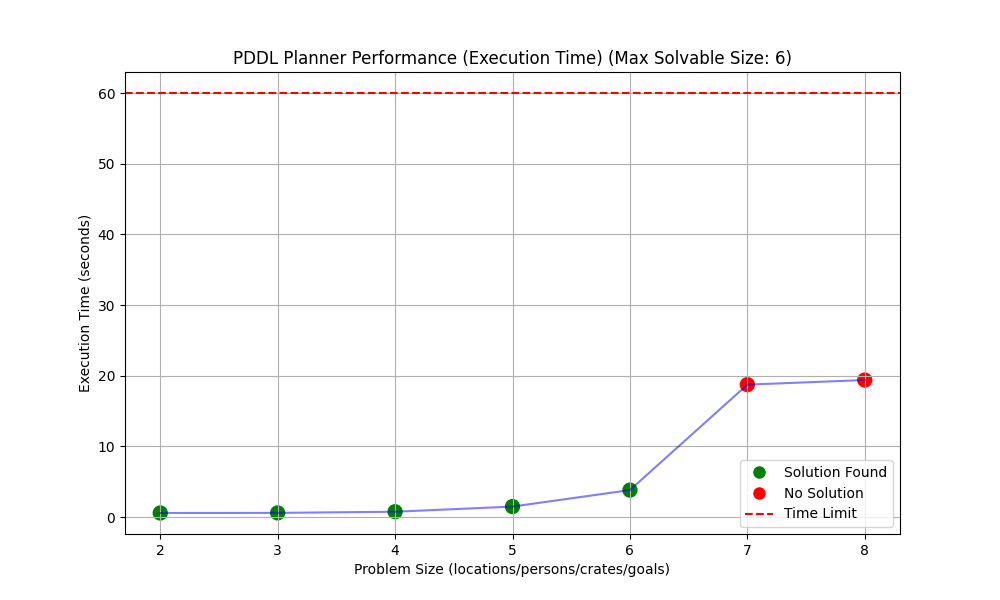 PDDL Planner Performance (Execution Time) (Max Solvable Size: 6)
60
50
40
30
20
10
0
Execution Time (seconds)
2 3 4 5 6 7 8
Problem Size (locations/persons/crates/goals)
Solution Found
No Solution
Time Limit